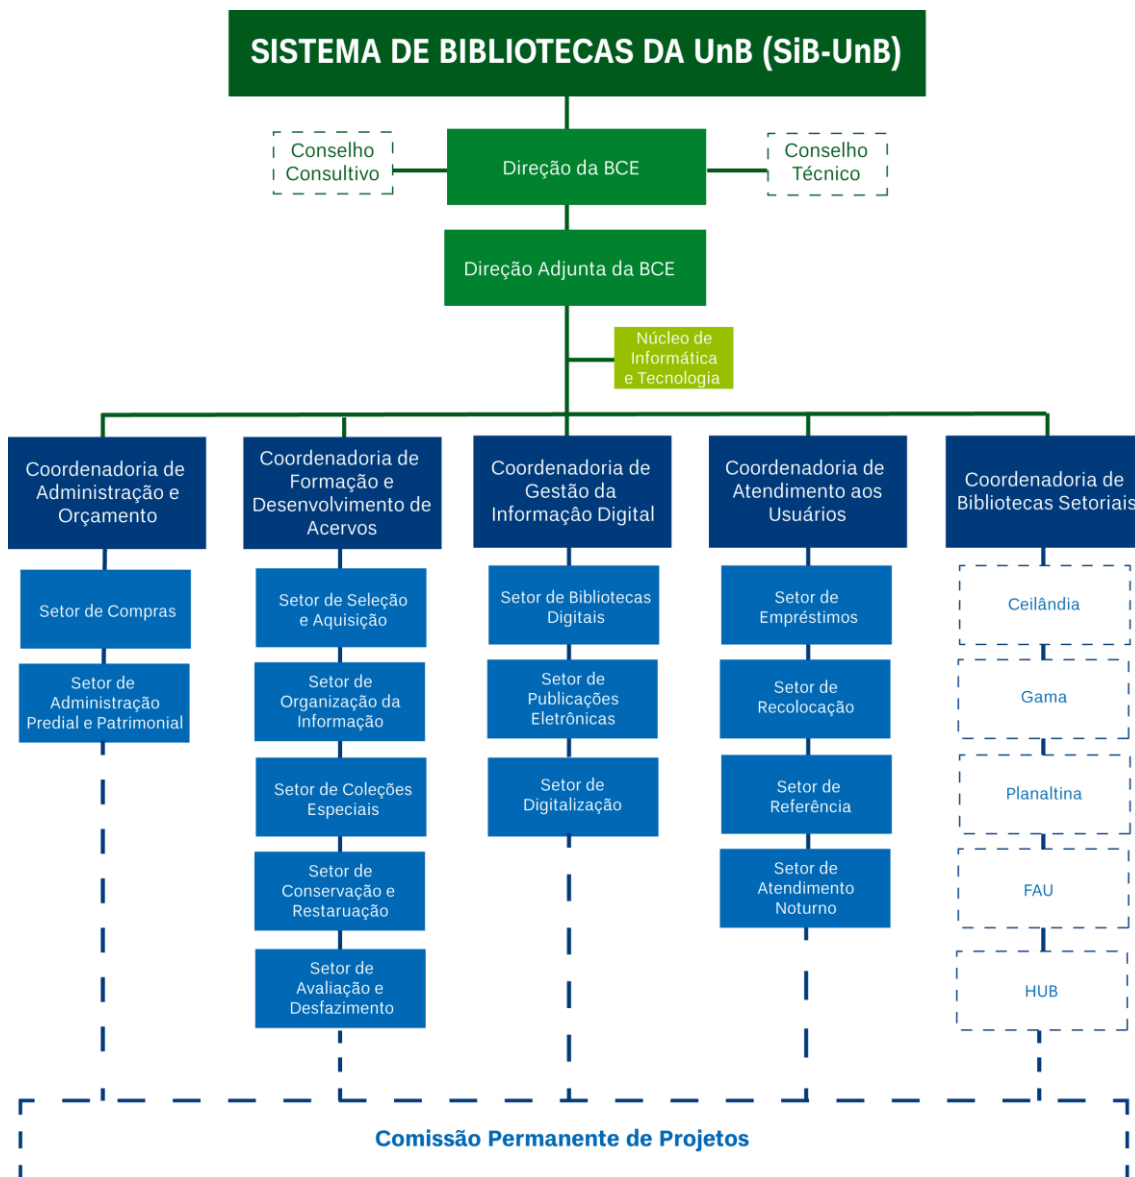 SISTEMA DE BIBLIOTECAS DA UnB (SiB-UnB)
Conselho
Consultivo
Direção da BCE
Conselho
Técnico
Direção Adjunta da BCE
Núcleo de
Informática
e Tecnologia
Coordenadoria de
Administração e
Orçamento
Coordenadoria de
Formação e
Desenvolvimento de
Acervos
Coordenadoria de
Gestão da
Informaçâo Digital
Coordenadoria de
Atendimento aos
Usuários
Coordenadoria de
Bibliotecas Setoriais
Setor de Compras
Setor de
Administração
Predial e Patrimonial
Setor de Seleção
e Aquisição
Setor de
Organização da
Informação
Setor de Coleções
Especiais
Setor de
Conservação e
Restaruação
Setor de
Avaliação e
Desfazimento
Setor de Bibliotecas
Digitais
Setor de
Publicações
Eletrônicas
Setor de
Digitalização
Setor de
Empréstimos
Setor de
Recolocação
Setor de
Referência
Setor de
Atendimento
Noturno
Ceilândia
Gama
Planaltina
FAU
HUB
Comissão Permanente de Projetos